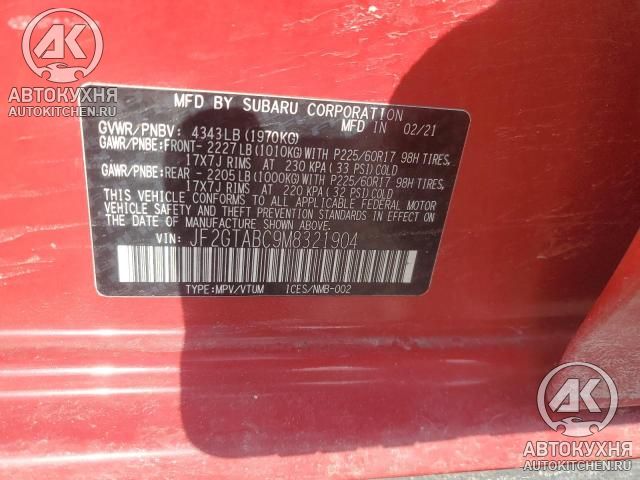 АВТОКУХНЯ
AUTOKITCHEN.RU
MFD BY SUBARU CORPORATION
GVWR/PNBV: 4343LB (1970KG) MFD IN 02/21
GAWR/PNBE:FRONT- 2227LB (1010KG) WITH P225/60R17 98H TIRES,
17X7J RIMS AT 230 KPA (33 PSI) COLD
GAWR/PNBE:REAR - 2205LB (1000KG) WITH P225/60R17 98H TIRES,
17X7J RIMS AT 220 KPA (32 PSI) COLD
THIS VEHICLE CONFORMS TO ALL APPLICABLE FEDERAL MOTOR
VEHICLE SAFETY AND THEFT PREVENTION STANDARDS IN EFFECT
ON THE DATE OF MANUFACTURE SHOWN ABOVE.
VIN: JF2GTABC9M8321904
TYPE:MPV/VTUM ICES/NMB-002
АК
АВТОКУХНЯ
AUTOKITCHEN.RU